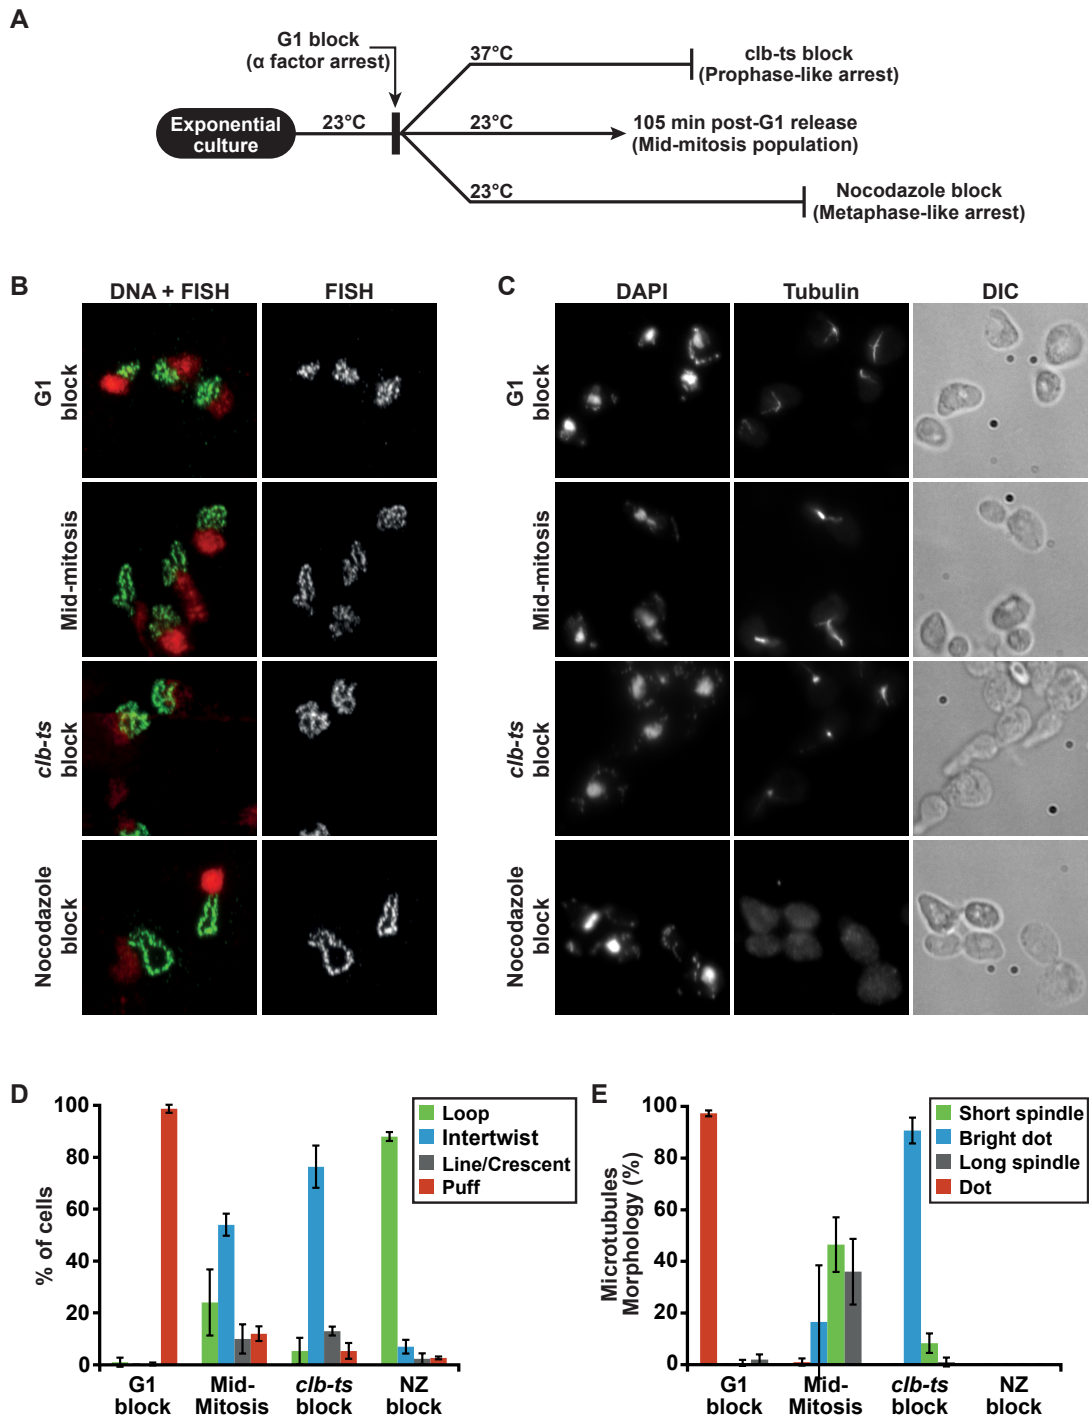 A
G1 block
(α factor arrest)
37°C
clb-ts block
(Prophase-like arrest)
Exponential
culture
23°C
23°C
105 min post-G1 release
(Mid-mitosis population)
23°C
Nocodazole block
(Metaphase-like arrest)
B
DNA + FISH
FISH
G1
block
Mid-mitosis
clb-ts
block
Nocodazole
block
C
DAPI
Tubulin
DIC
G1
block
Mid-mitosis
clb-ts
block
Nocodazole
block
D
% of cells
100
80
60
40
20
0
Loop
Intertwist
Line/Crescent
Puff
G1
block
Mid-
Mitosis
clb-ts
block
NZ
block
E
Microtubules
Morphology (%)
100
80
60
40
20
0
Short spindle
Bright dot
Long spindle
Dot
G1
block
Mid-
Mitosis
clb-ts
block
NZ
block